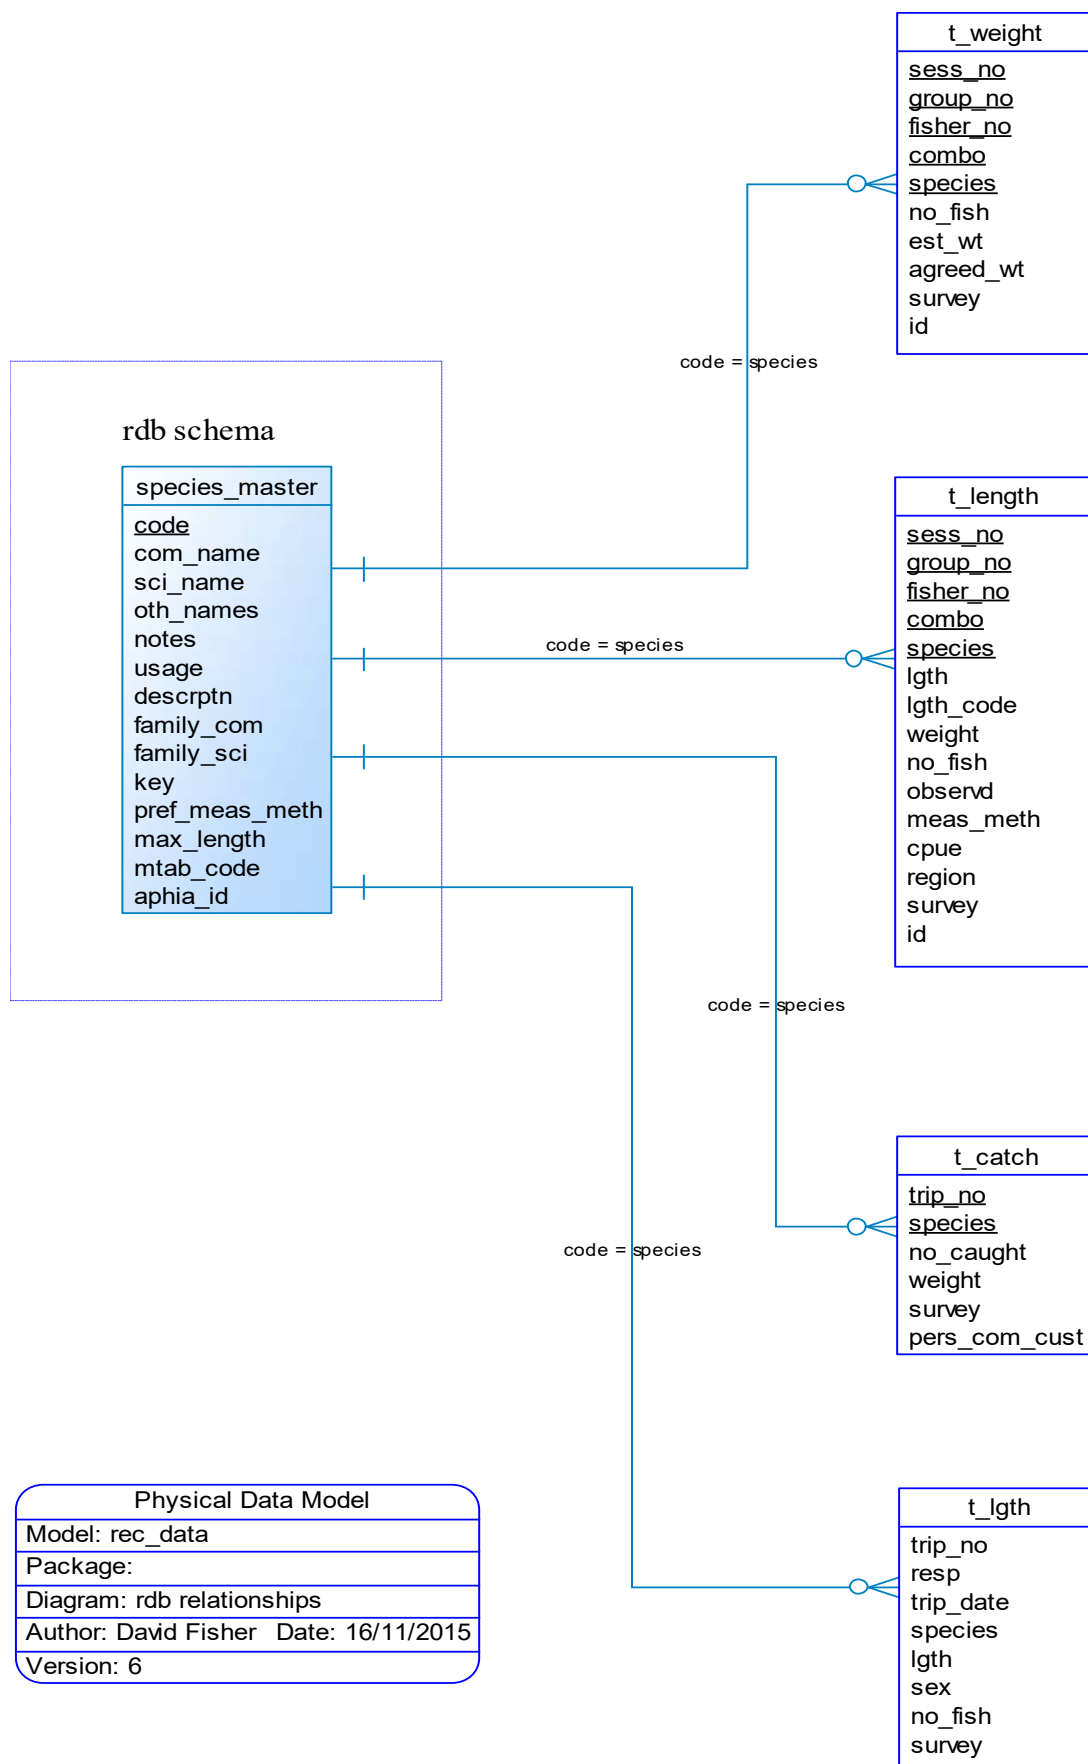 t_weight
sess_no
group_no
fisher_no
combo
species
no_fish
est_wt
agreed_wt
survey
id
code = species
rdb schema
species_master
code
com_name
sci_name
oth_names
notes
usage
descrptn
family_com
family_sci
key
pref_meas_meth
max_length
mtab_code
aphia_id
code = species
t_length
sess_no
group_no
fisher_no
combo
species
lgth
lgth_code
weight
no_fish
observd
meas_meth
cpue
region
survey
id
code = species
t_catch
trip_no
species
no_caught
weight
survey
pers_com_cust
code = species
t_lgth
trip_no
resp
trip_date
species
lgth
sex
no_fish
survey
Physical Data Model
Model: rec_data
Package:
Diagram: rdb relationships
Author: David Fisher Date: 16/11/2015
Version: 6